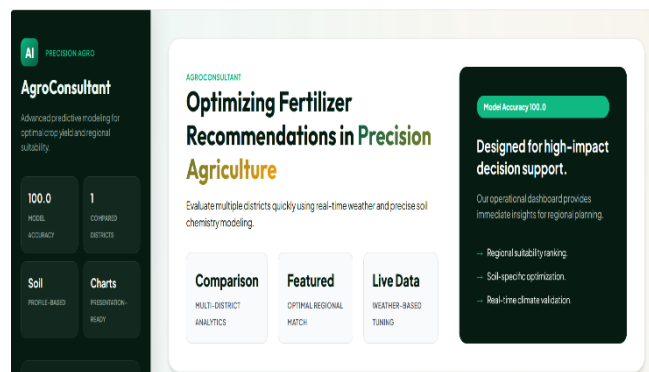 AI PRECISION AGRO
AgroConsultant
Advanced predictive modeling for
optimal crop yield and regional
suitability.
100.0
MODEL
ACCURACY
1
COMPARED
DISTRICTS
Soil
PROFILE-BASED
Charts
PRESENTATION-
READY
AGROCONSULTANT
Optimizing Fertilizer
Recommendations in Precision
Agriculture
Evaluate multiple districts quickly using real-time weather and precise soil
chemistry modeling.
Comparison
MULTI-DISTRICT
ANALYTICS
Featured
OPTIMAL REGIONAL
MATCH
Live Data
WEATHER-BASED
TUNING
Model Accuracy 100.0
Designed for high-impact
decision support.
Our operational dashboard provides
immediate insights for regional planning.
→ Regional suitability ranking.
→ Soil-specific optimization.
→ Real-time climate validation.